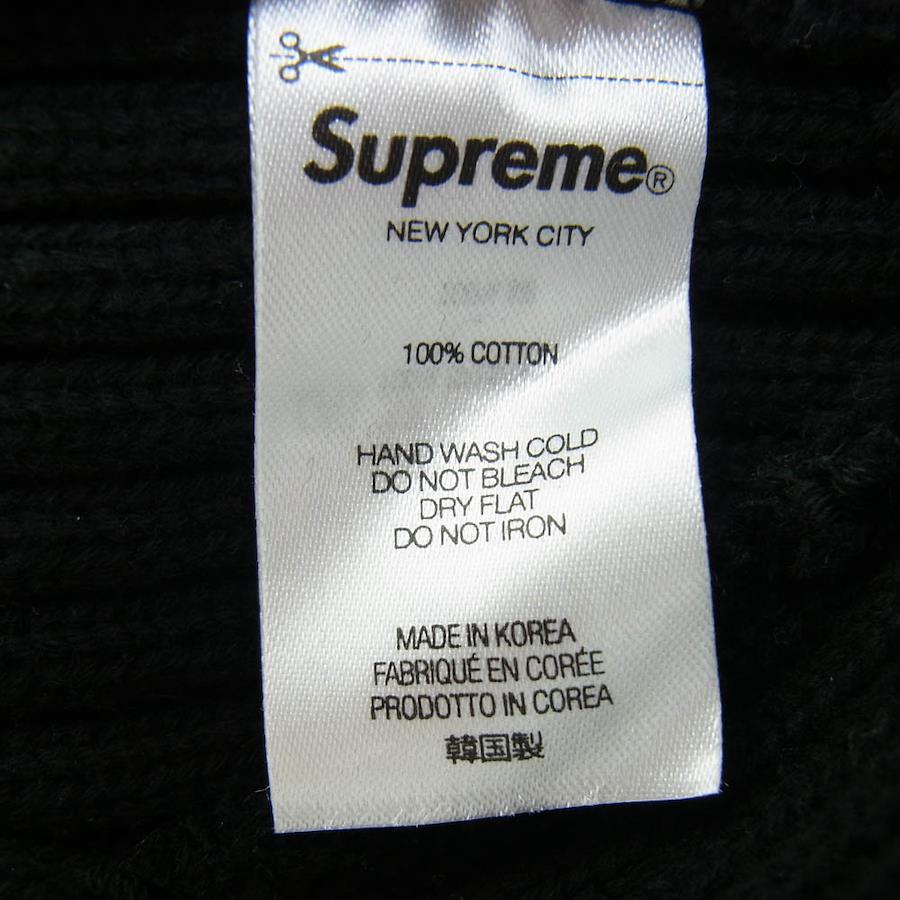 Supreme®
NEW YORK CITY
100% COTTON
HAND WASH COLD
DO NOT BLEACH
DRY FLAT
DO NOT IRON
MADE IN KOREA
FABRIQUÉ EN CORÉE
PRODOTTO IN COREA
韓国製